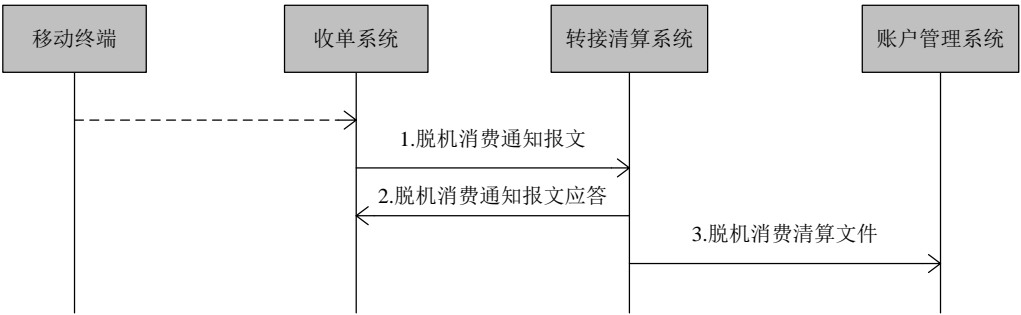 移动终端
收单系统
转接清算系统
账户管理系统
1.脱机消费通知报文
2.脱机消费通知报文应答
3.脱机消费清算文件